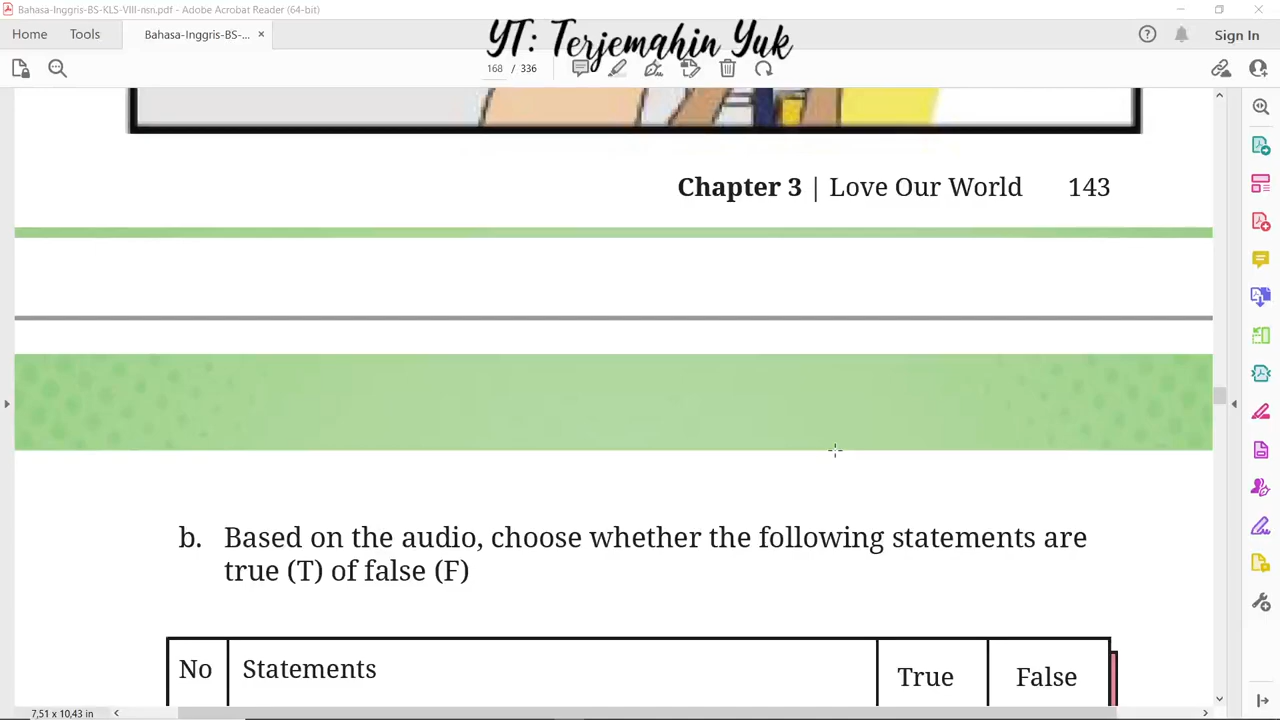 Bahasa-Inggris-BS-KLS-VIII-nsn.pdf - Adobe Acrobat Reader (64-bit)
Home Tools Bahasa-Inggris-BS-... × Sign In
YT: Terjemahin Yuk
168 / 336
Chapter 3 | Love Our World 143
b. Based on the audio, choose whether the following statements are
true (T) of false (F)
No Statements True False
7,51 x 10,43 in